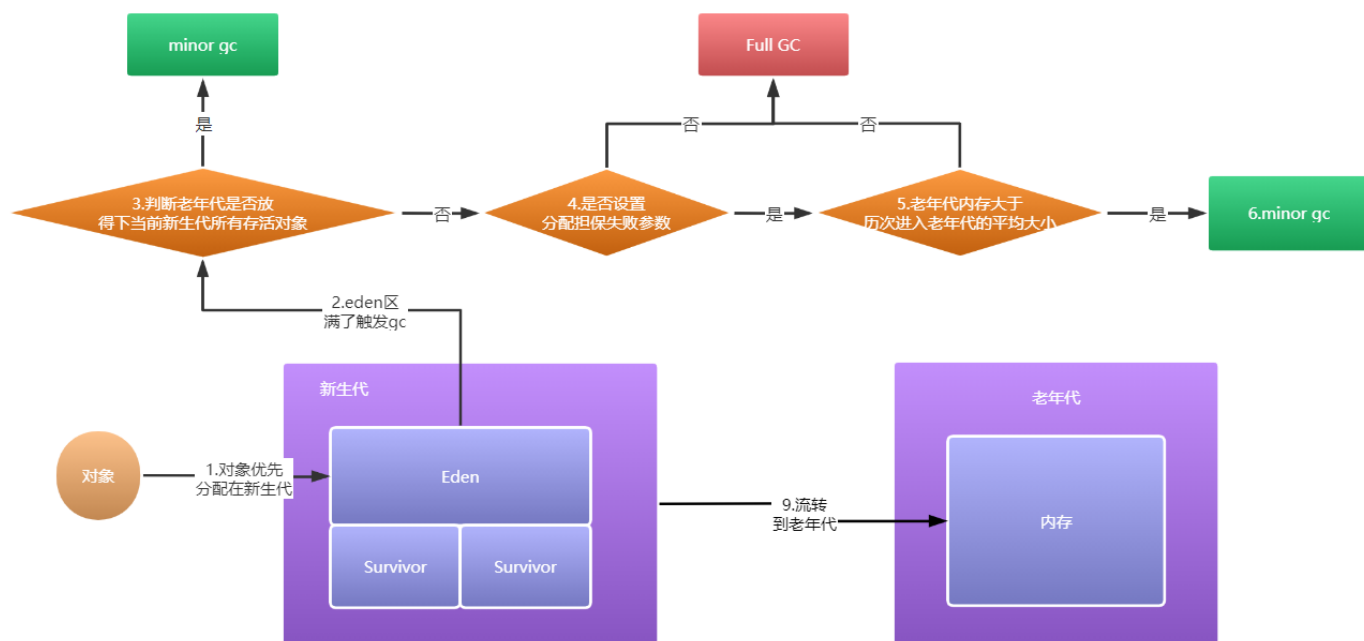 minor gc
Full GC
是
否
否
3.判断老年代是否放
得下当前新生代所有存活对象
否
4.是否设置
分配担保失败参数
是
5.老年代内存大于
历次进入老年代的平均大小
是
6.minor gc
2.eden区
满了触发gc
新生代
老年代
对象
1.对象优先
分配在新生代
Eden
Survivor
Survivor
9.流转
到老年代
内存